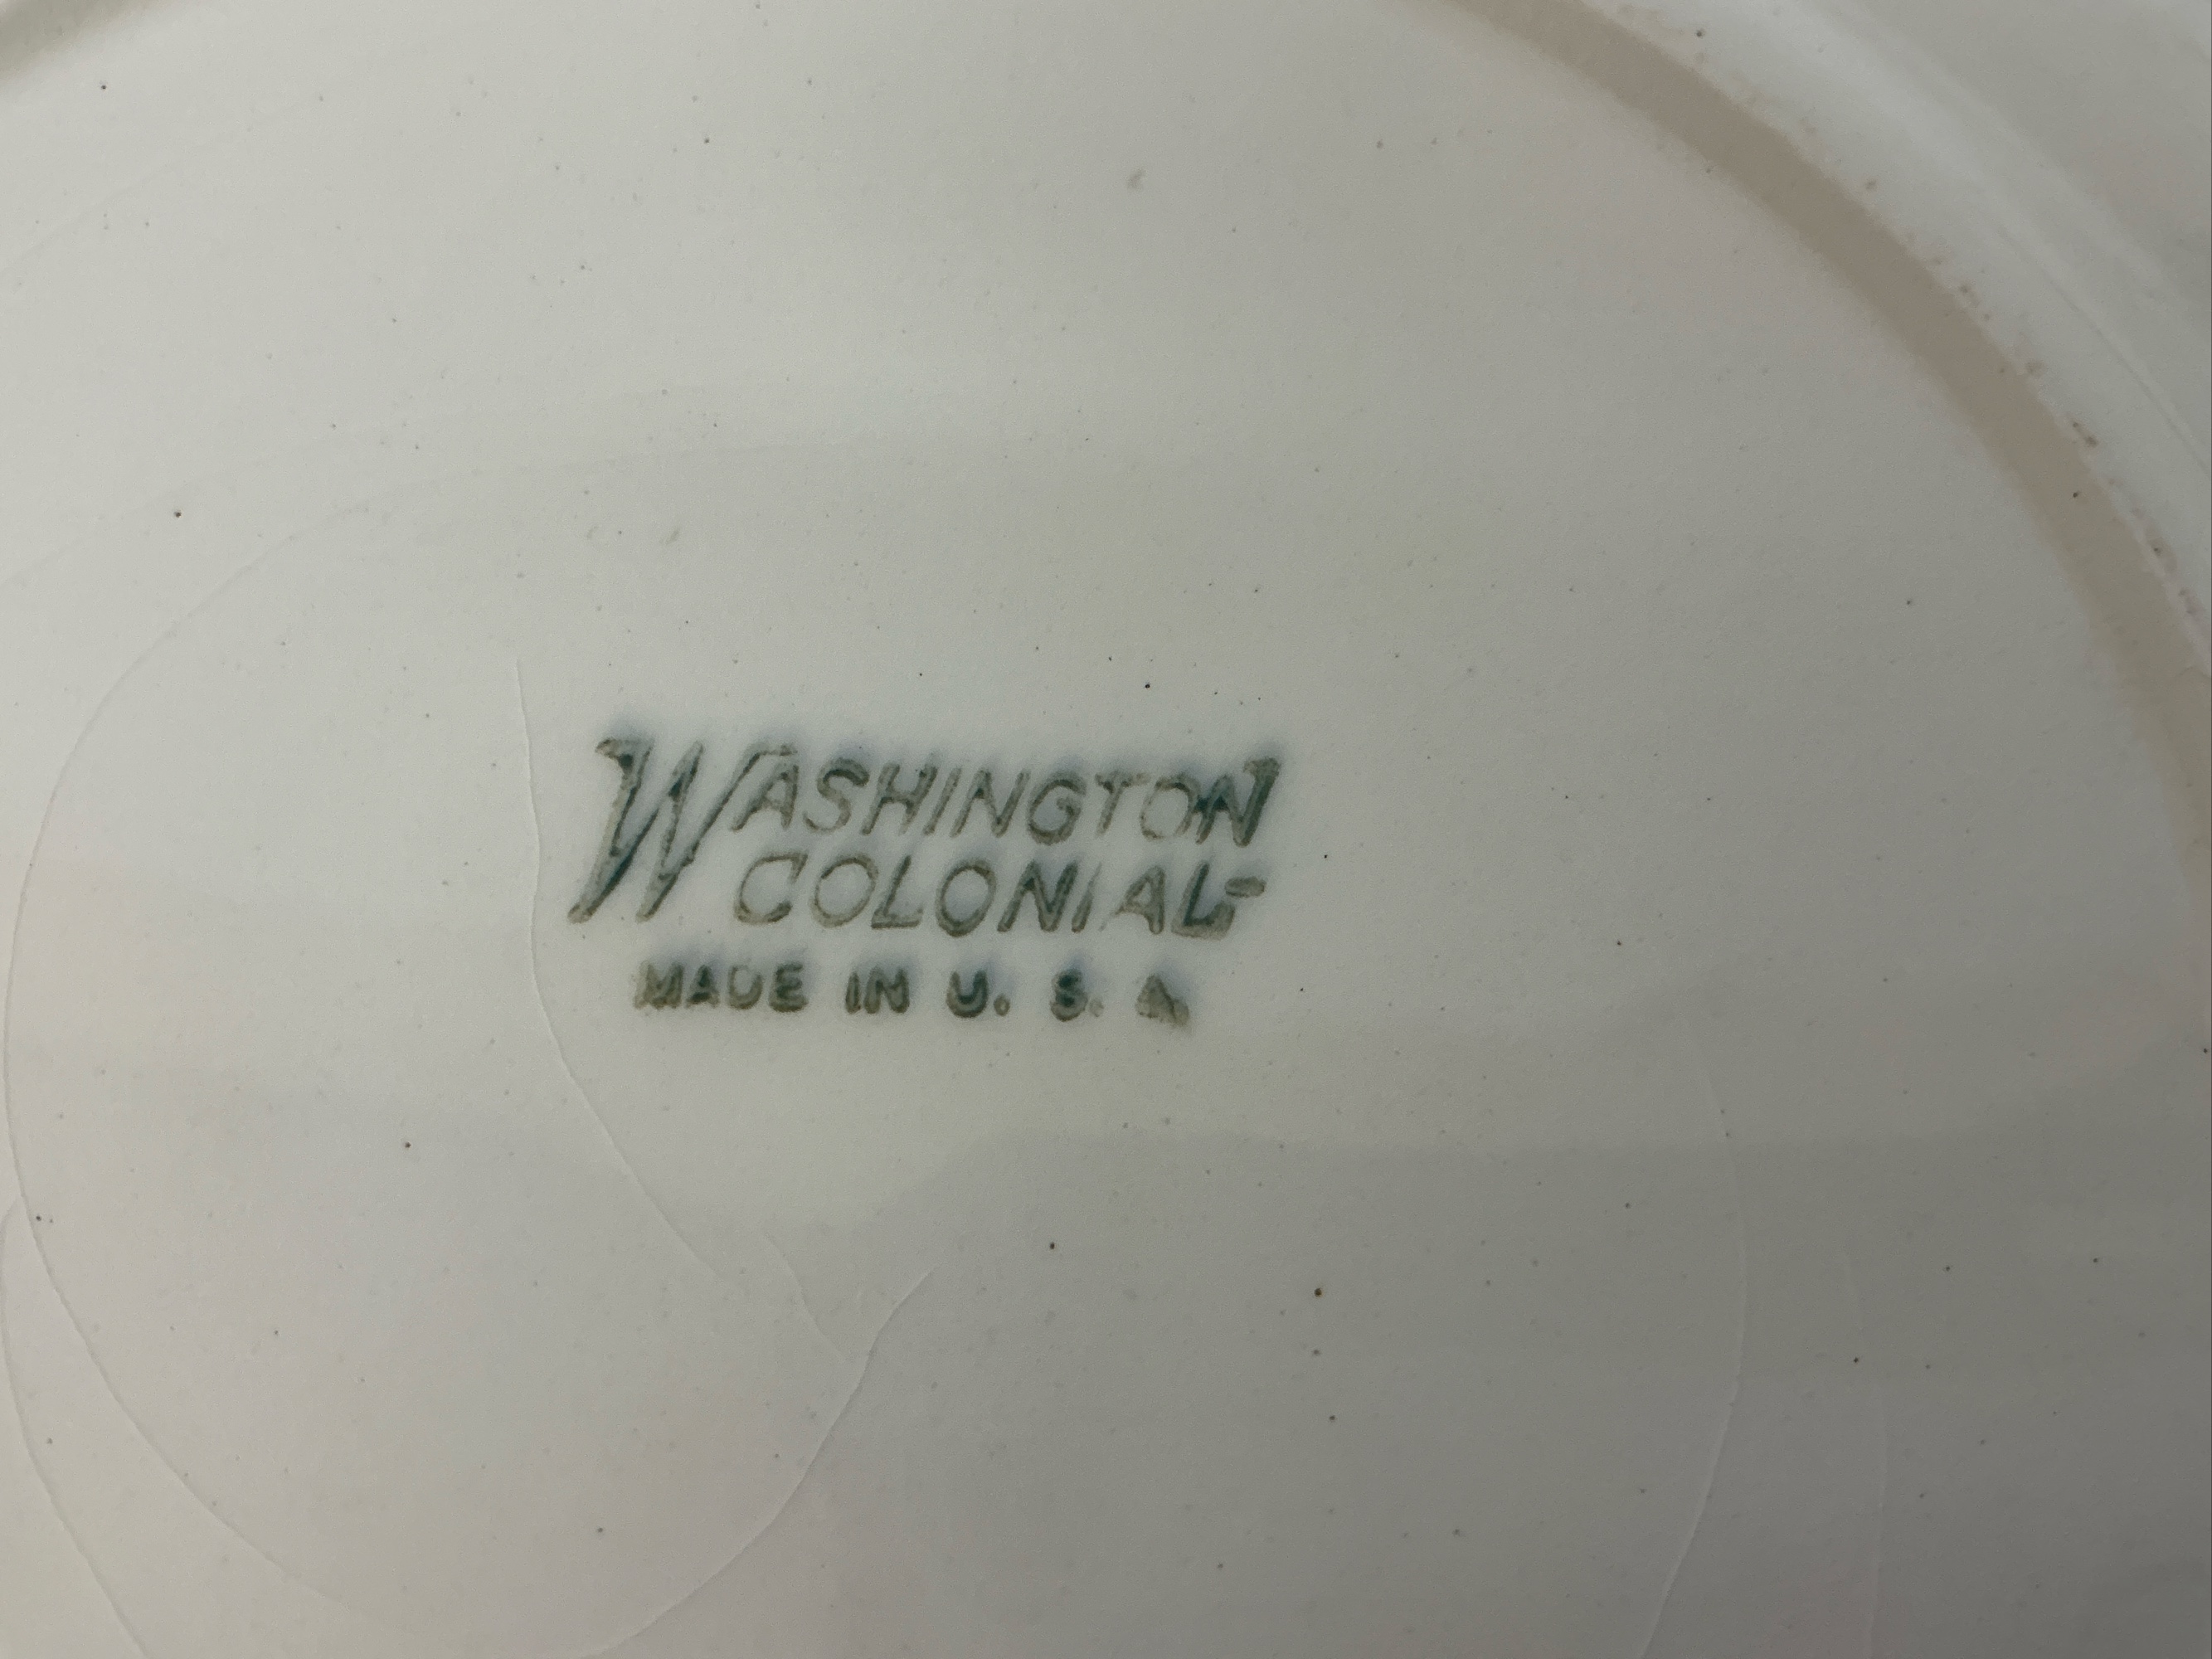 WASHINGTON
COLONIAL
MADE IN U. S. A.